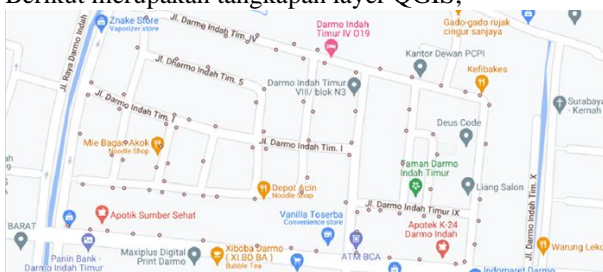 Berikut merupakan tangkapan layer QGIS;
Znake Store
Vaporizer store
Jl. Darmo Indah Tim. IV
Darmo Indah
Timur IV O19
Gado-gado rujak
cingur sanjaya
Kantor Dewan PCPI
Kefibakes
Jl. Raya Darmo Indah
Jl. Dharmo Indah Tim. 5
Darmo Indah Timur
VIII/ blok N3
Surabaya
- Kemah
Jl. Darmo Indah Tim. I
Deus Code
Mie Bagan Akok
Noodle Shop
Jl. Darmo Indah Tim. I
Taman Darmo
Indah Timur
Liang Salon
Depot Acin
Noodle Shop
Jl. Darmo Indah Tim. X
Jl. Darmo Indah Timur IX
Apotik Sumber Sehat
Vanilla Toserba
Convenience store
Apotek K-24
Darmo Indah
BARAT
Panin Bank -
Darmo Indah Timur
Maxiplus Digital
Print Darmo
Xiboba Darmo
( XI BO BA )
Bubble Tea
ATM BCA
Warung Leko
Indomaret Darmo